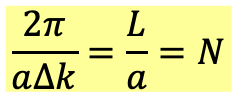 2π/(aΔk) = L/a = N